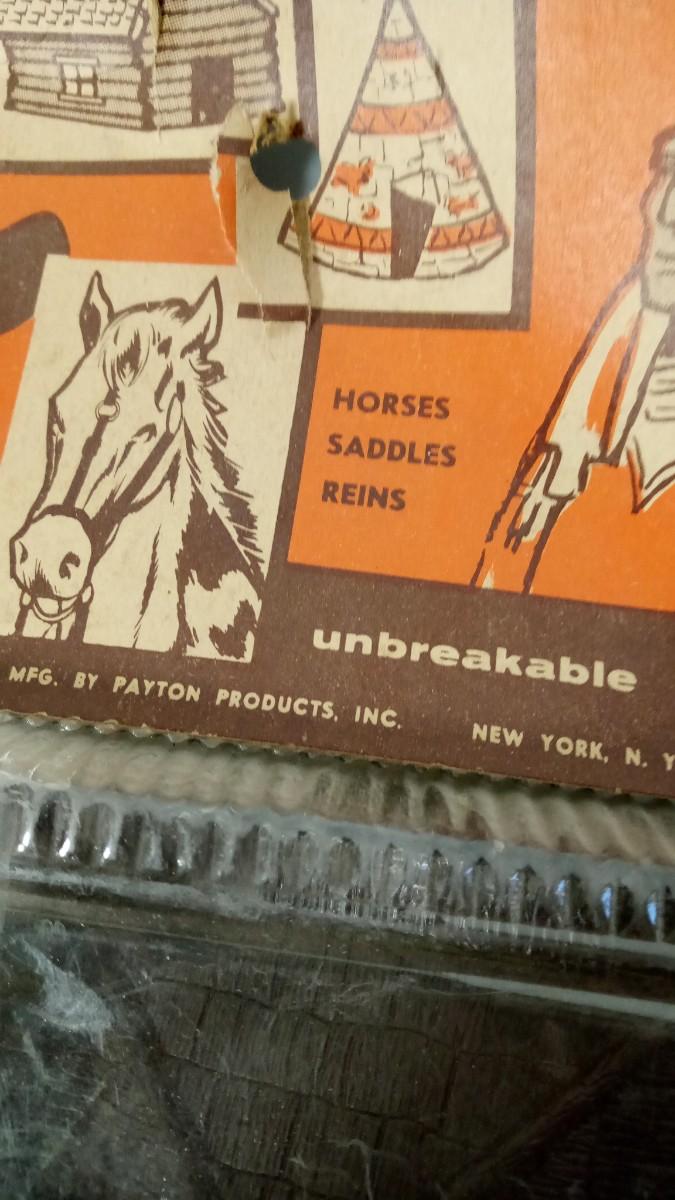 HORSES
SADDLES
REINS
unbreakable
MFG. BY PAYTON PRODUCTS, INC. NEW YORK, N. Y